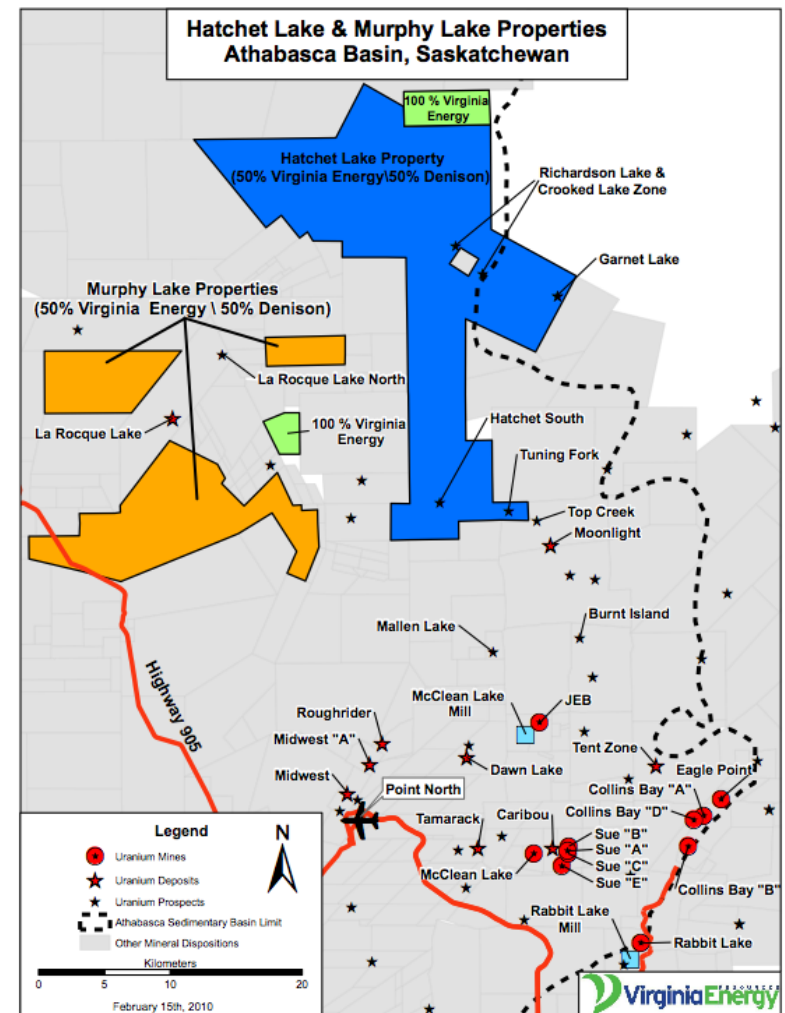 Hatchet Lake & Murphy Lake Properties
Athabasca Basin, Saskatchewan
100 % Virginia
Energy
Hatchet Lake Property
(50% Virginia Energy\50% Denison)
Richardson Lake &
Crooked Lake Zone
Garnet Lake
Murphy Lake Properties
(50% Virginia Energy \ 50% Denison)
La Rocque Lake North
La Rocque Lake
100 % Virginia
Energy
Hatchet South
Tuning Fork
Top Creek
Moonlight
Burnt Island
Mallen Lake
Highway 905
McClean Lake
Mill
JEB
Roughrider
Midwest "A"
Dawn Lake
Tent Zone
Eagle Point
Midwest
Point North
Collins Bay "A"
Collins Bay "D"
Tamarack
Caribou
Sue "B"
Sue "A"
Sue "C"
Sue "E"
McClean Lake
Collins Bay "B"
Rabbit Lake
Mill
Rabbit Lake
Legend
N
Uranium Mines
Uranium Deposits
Uranium Prospects
Athabasca Sedimentary Basin Limit
Other Mineral Dispositions
Kilometers
0 5 10 20
February 15th, 2010
VirginiaEnergy